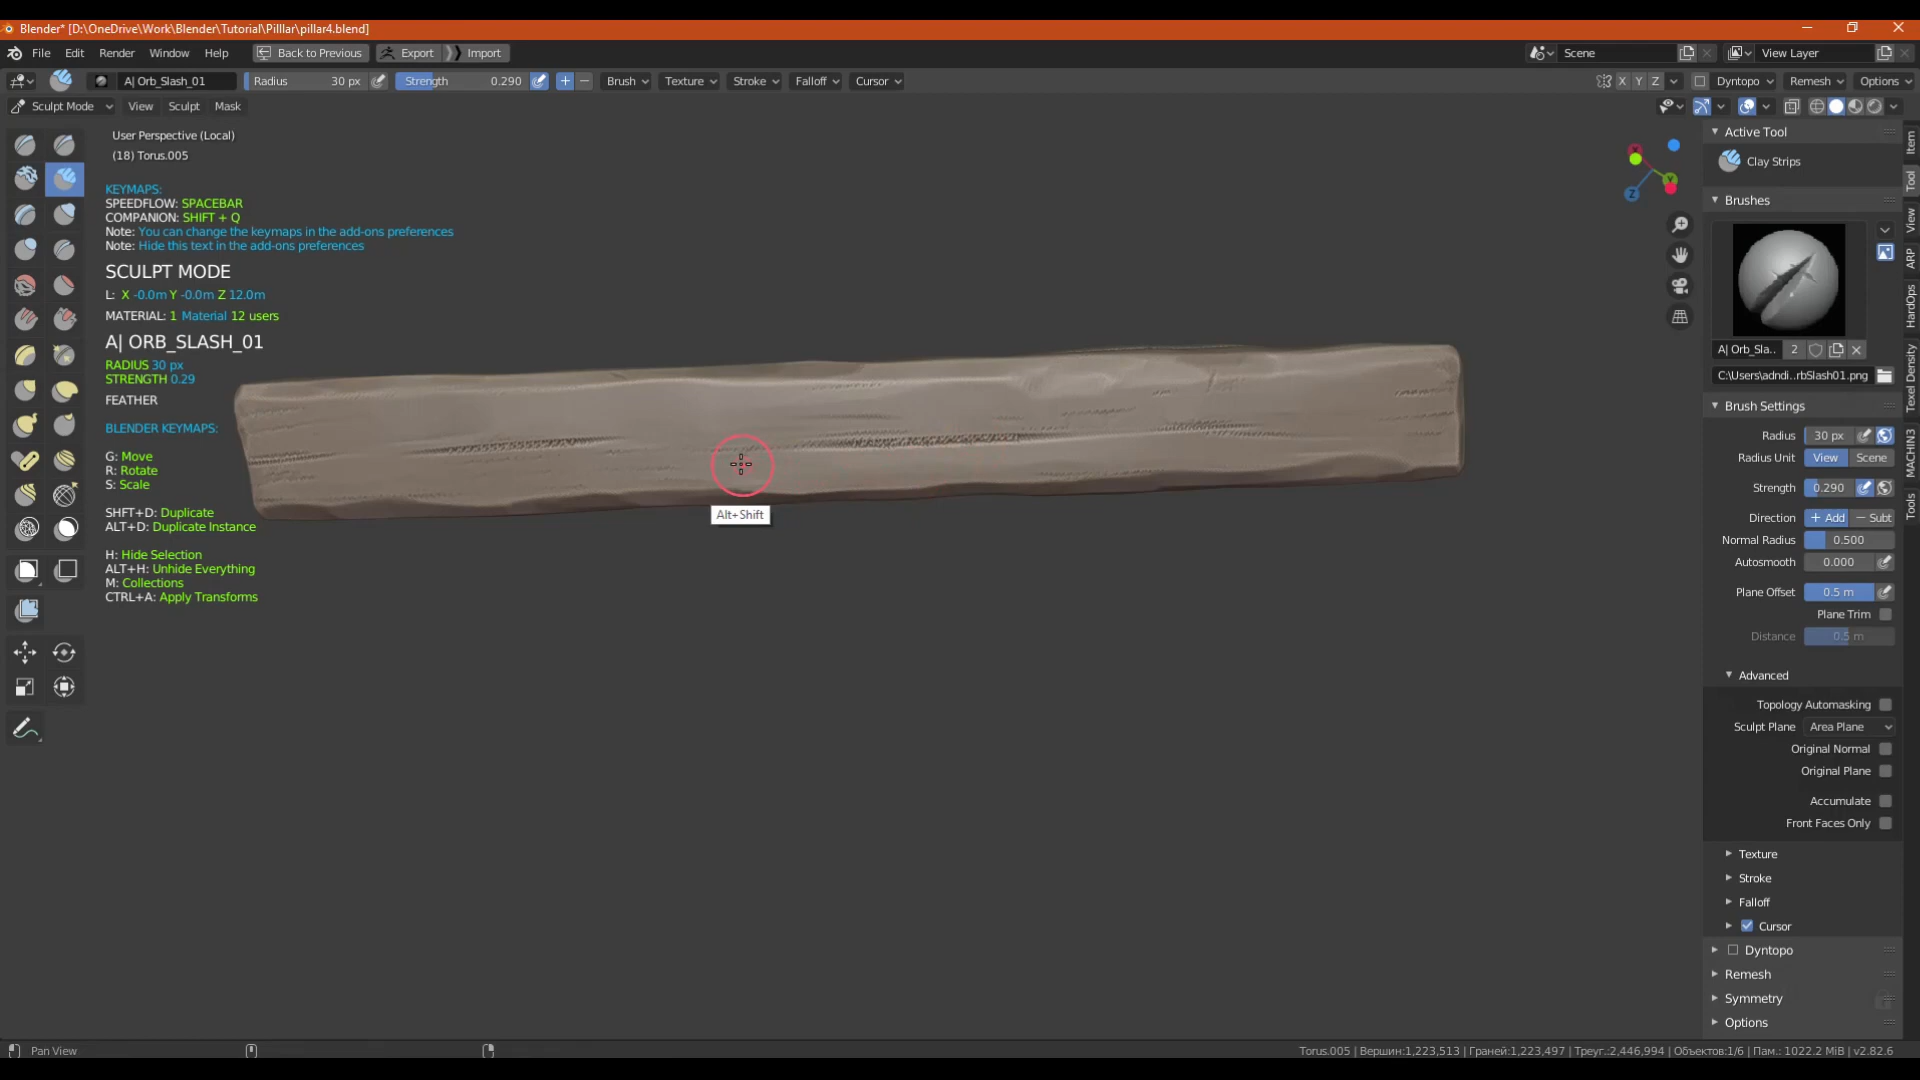 Blender* [D:\OneDrive\Work\Blender\Tutorial\Pilllar\pillar4.blend]
File Edit Render Window Help Back to Previous Export Import Scene View Layer
A| Orb_Slash_01 Radius 30 px Strength 0.290 Brush Texture Stroke Falloff Cursor X Y Z Dyntopo Remesh Options
Sculpt Mode View Sculpt Mask
User Perspective (Local)
(18) Torus.005
KEYMAPS:
SPEEDFLOW: SPACEBAR
COMPANION: SHIFT + Q
Note: You can change the keymaps in the add-ons preferences
Note: Hide this text in the add-ons preferences
SCULPT MODE
L: X -0.0m Y -0.0m Z 12.0m
MATERIAL: 1 Material 12 users
A| ORB_SLASH_01
RADIUS 30 px
STRENGTH 0.29
FEATHER
BLENDER KEYMAPS:
G: Move
R: Rotate
S: Scale
SHFT+D: Duplicate
ALT+D: Duplicate Instance
H: Hide Selection
ALT+H: Unhide Everything
M: Collections
CTRL+A: Apply Transforms
Alt+Shift
Y
Z
Active Tool
Clay Strips
Brushes
A| Orb_Sla.. 2
C:\Users\adndi..rbSlash01.png
Brush Settings
Radius 30 px
Radius Unit View Scene
Strength 0.290
Direction + Add − Subt
Normal Radius 0.500
Autosmooth 0.000
Plane Offset 0.5 m
Plane Trim
Distance 0.5 m
Advanced
Topology Automasking
Sculpt Plane Area Plane
Original Normal
Original Plane
Accumulate
Front Faces Only
Texture
Stroke
Falloff
Cursor
Dyntopo
Remesh
Symmetry
Options
Item
Tool
View
ARP
HardOps
Texel Density
MACHIN3
Tools
Pan View
Torus.005 | Вершин:1,223,513 | Граней:1,223,497 | Треуг.:2,446,994 | Объектов:1/6 | Пам.: 1022.2 MiB | v2.82.6